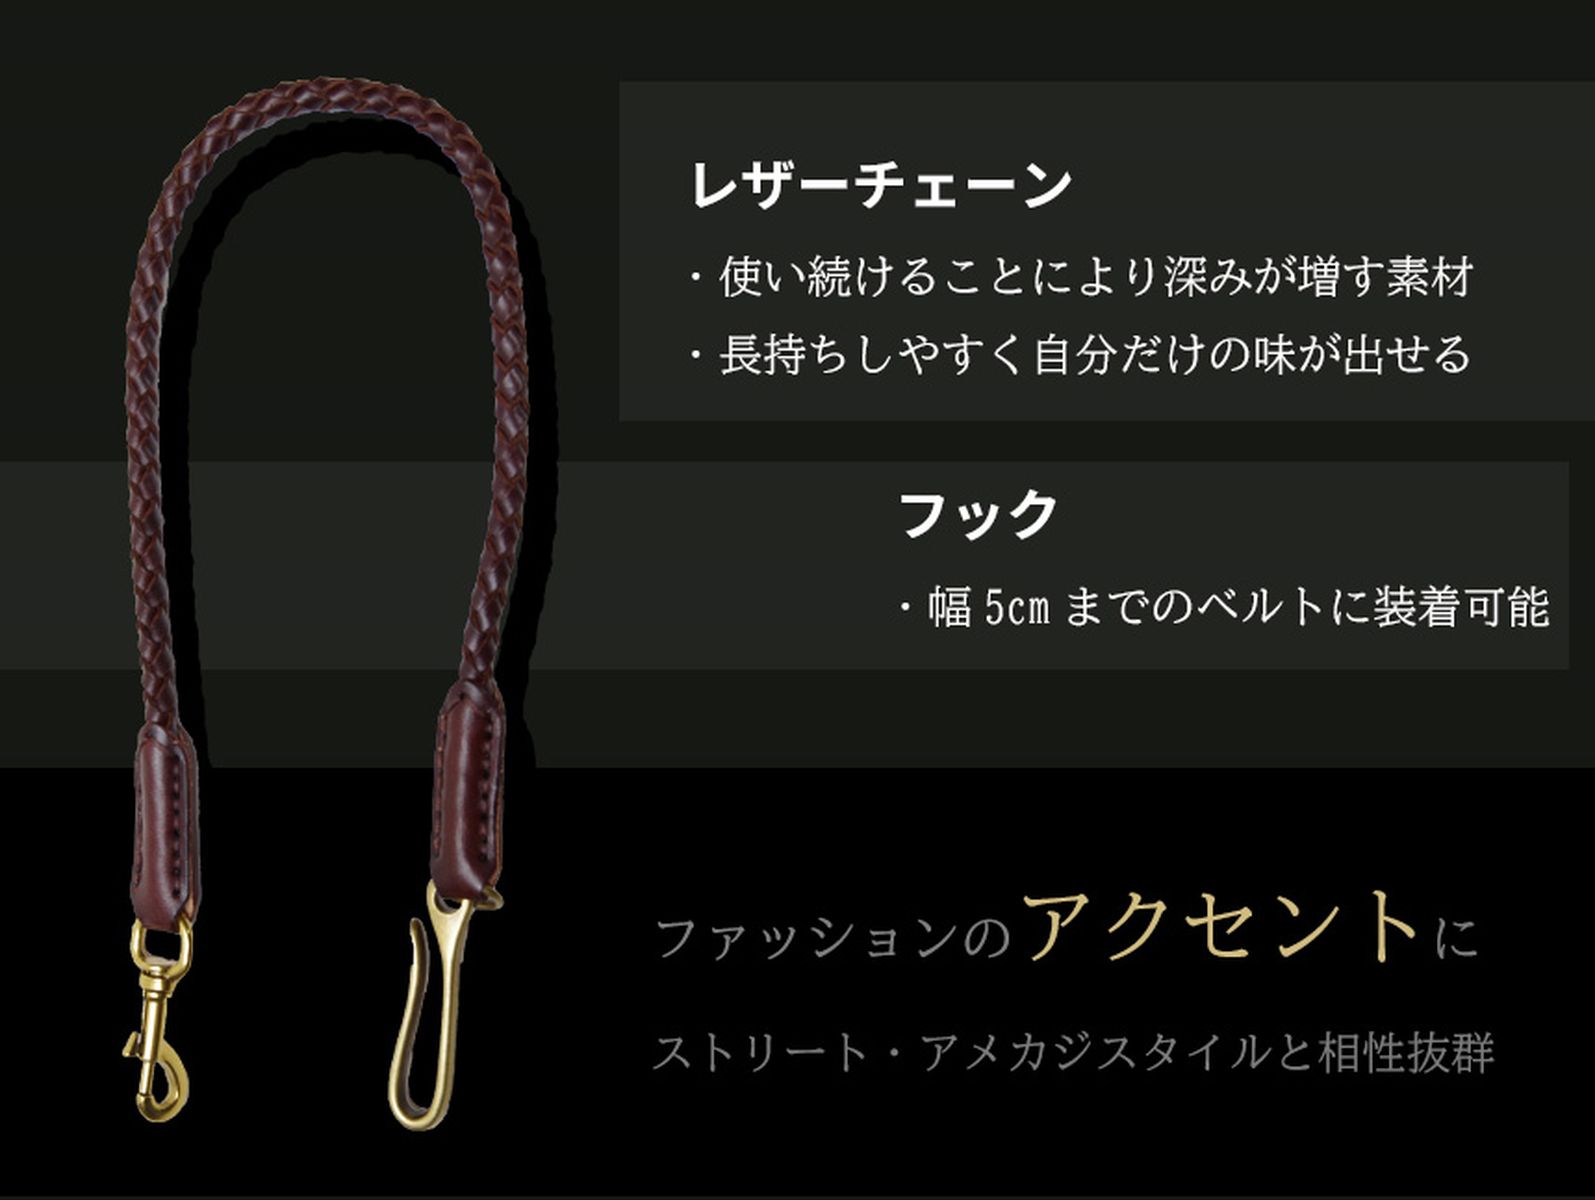 レザーチェーン
・使い続けることにより深みが増す素材
・長持ちしやすく自分だけの味が出せる
フック
・幅 5cm までのベルトに装着可能
ファッションのアクセントに
ストリート・アメカジスタイルと相性抜群